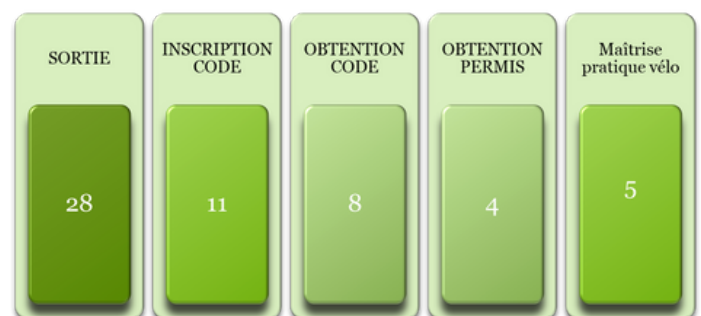 SORTIE
28
INSCRIPTION
CODE
11
OBTENTION
CODE
8
OBTENTION
PERMIS
4
Maîtrise
pratique vélo
5